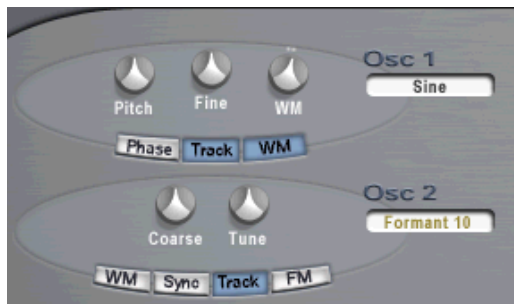 Osc 1
Sine
Pitch Fine WM
Phase Track WM
Osc 2
Formant 10
Coarse Tune
WM Sync Track FM